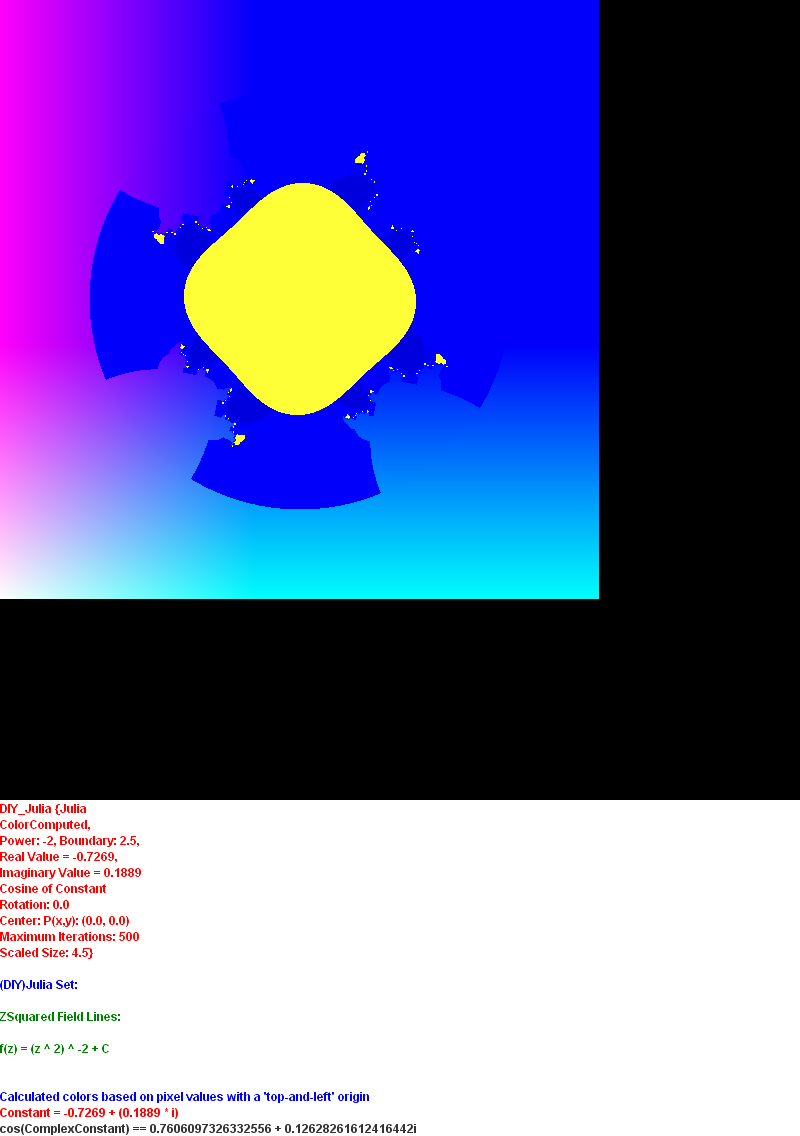 DIY_Julia {Julia
ColorComputed,
Power: -2, Boundary: 2.5,
Real Value = -0.7269,
Imaginary Value = 0.1889
Cosine of Constant
Rotation: 0.0
Center: P(x,y): (0.0, 0.0)
Maximum Iterations: 500
Scaled Size: 4.5}
(DIY)Julia Set:
ZSquared Field Lines:
f(z) = (z ^ 2) ^ -2 + C
Calculated colors based on pixel values with a 'top-and-left' origin
Constant = -0.7269 + (0.1889 * i)
cos(ComplexConstant) == 0.7606097326332556 + 0.12628261612416442i